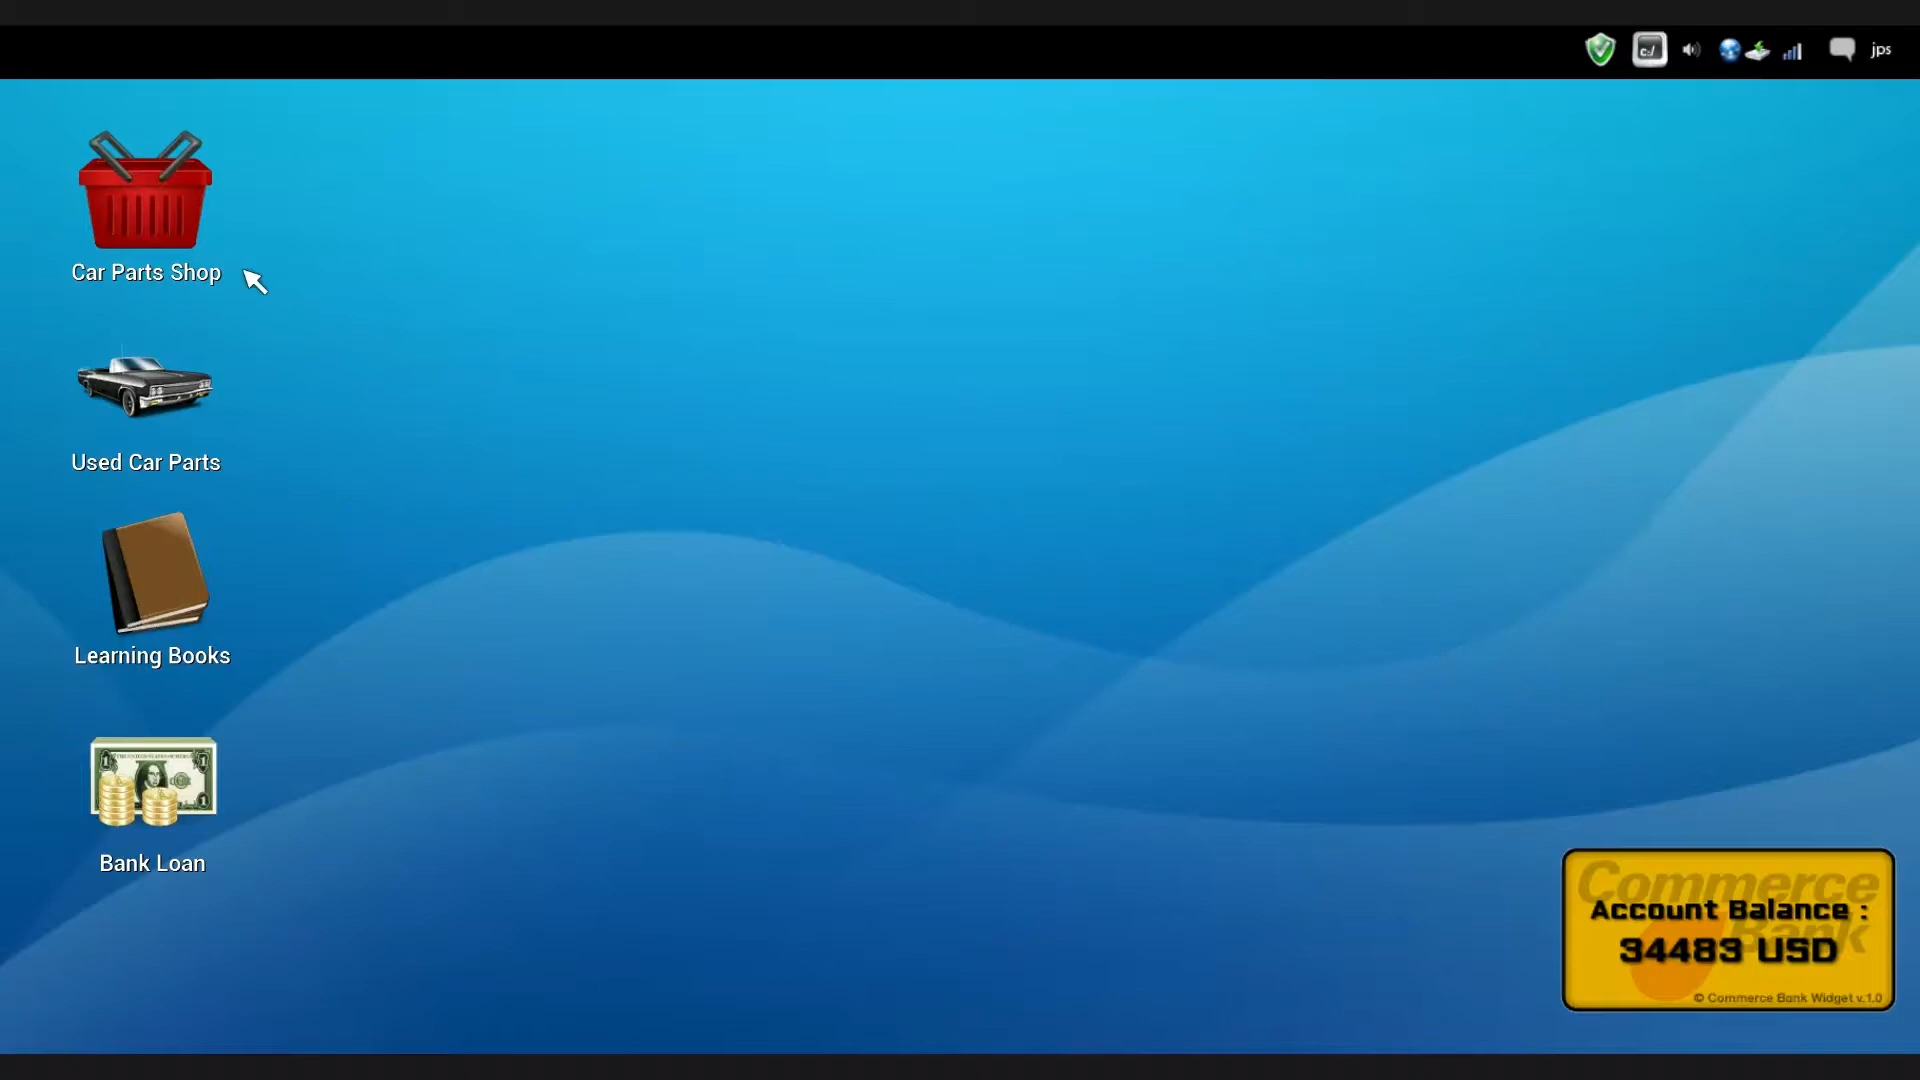 c:/
jps
Car Parts Shop
Used Car Parts
Learning Books
Bank Loan
Commerce Bank
Account Balance :
34483 USD
© Commerce Bank Widget v.1.0